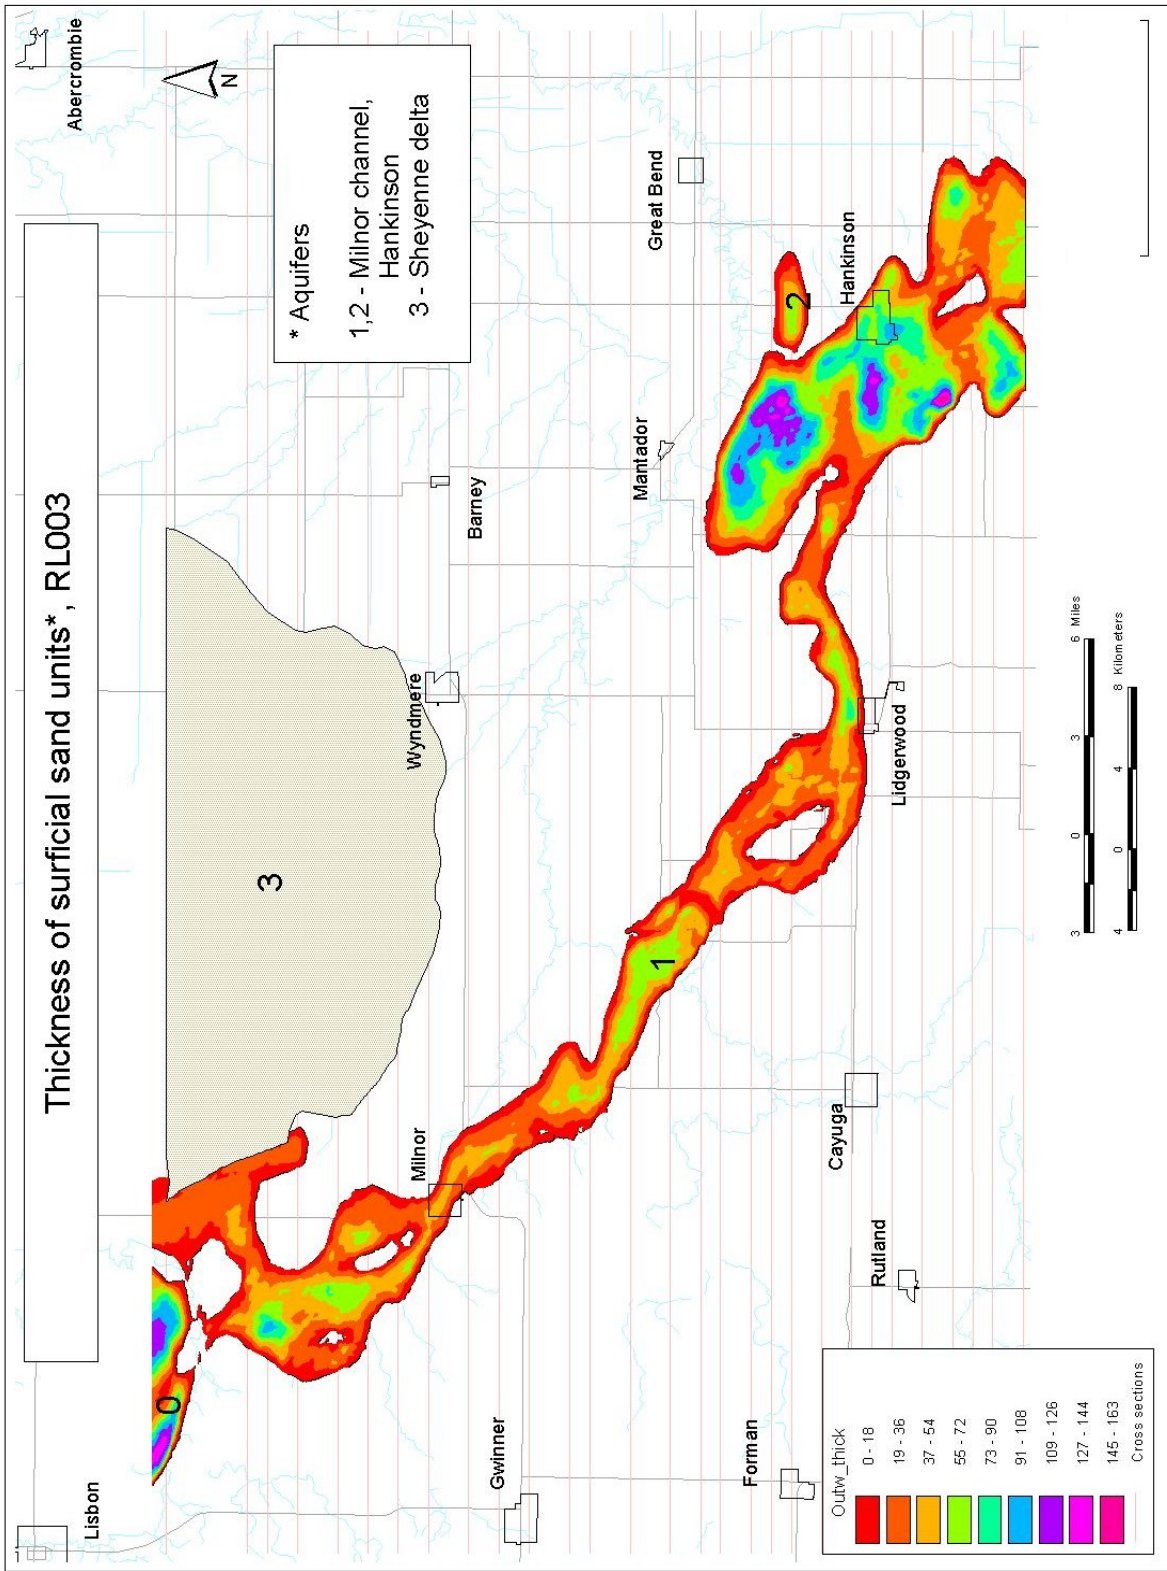 Thickness of surficial sand units*, RL003
Abercrombie
N
* Aquifers
1,2 - Milnor channel,
Hankinson
3 - Sheyenne delta
Lisbon
0
3
Milnor
Wyndmere
Barney
Gwinner
1
Mantador
Great Bend
2
Hankinson
Forman
Rutland
Cayuga
Lidgerwood
Outw_thick
0 - 18
19 - 36
37 - 54
55 - 72
73 - 90
91 - 108
109 - 126
127 - 144
145 - 163
Cross sections
3 0 3 6 Miles
4 0 4 8 Kilometers